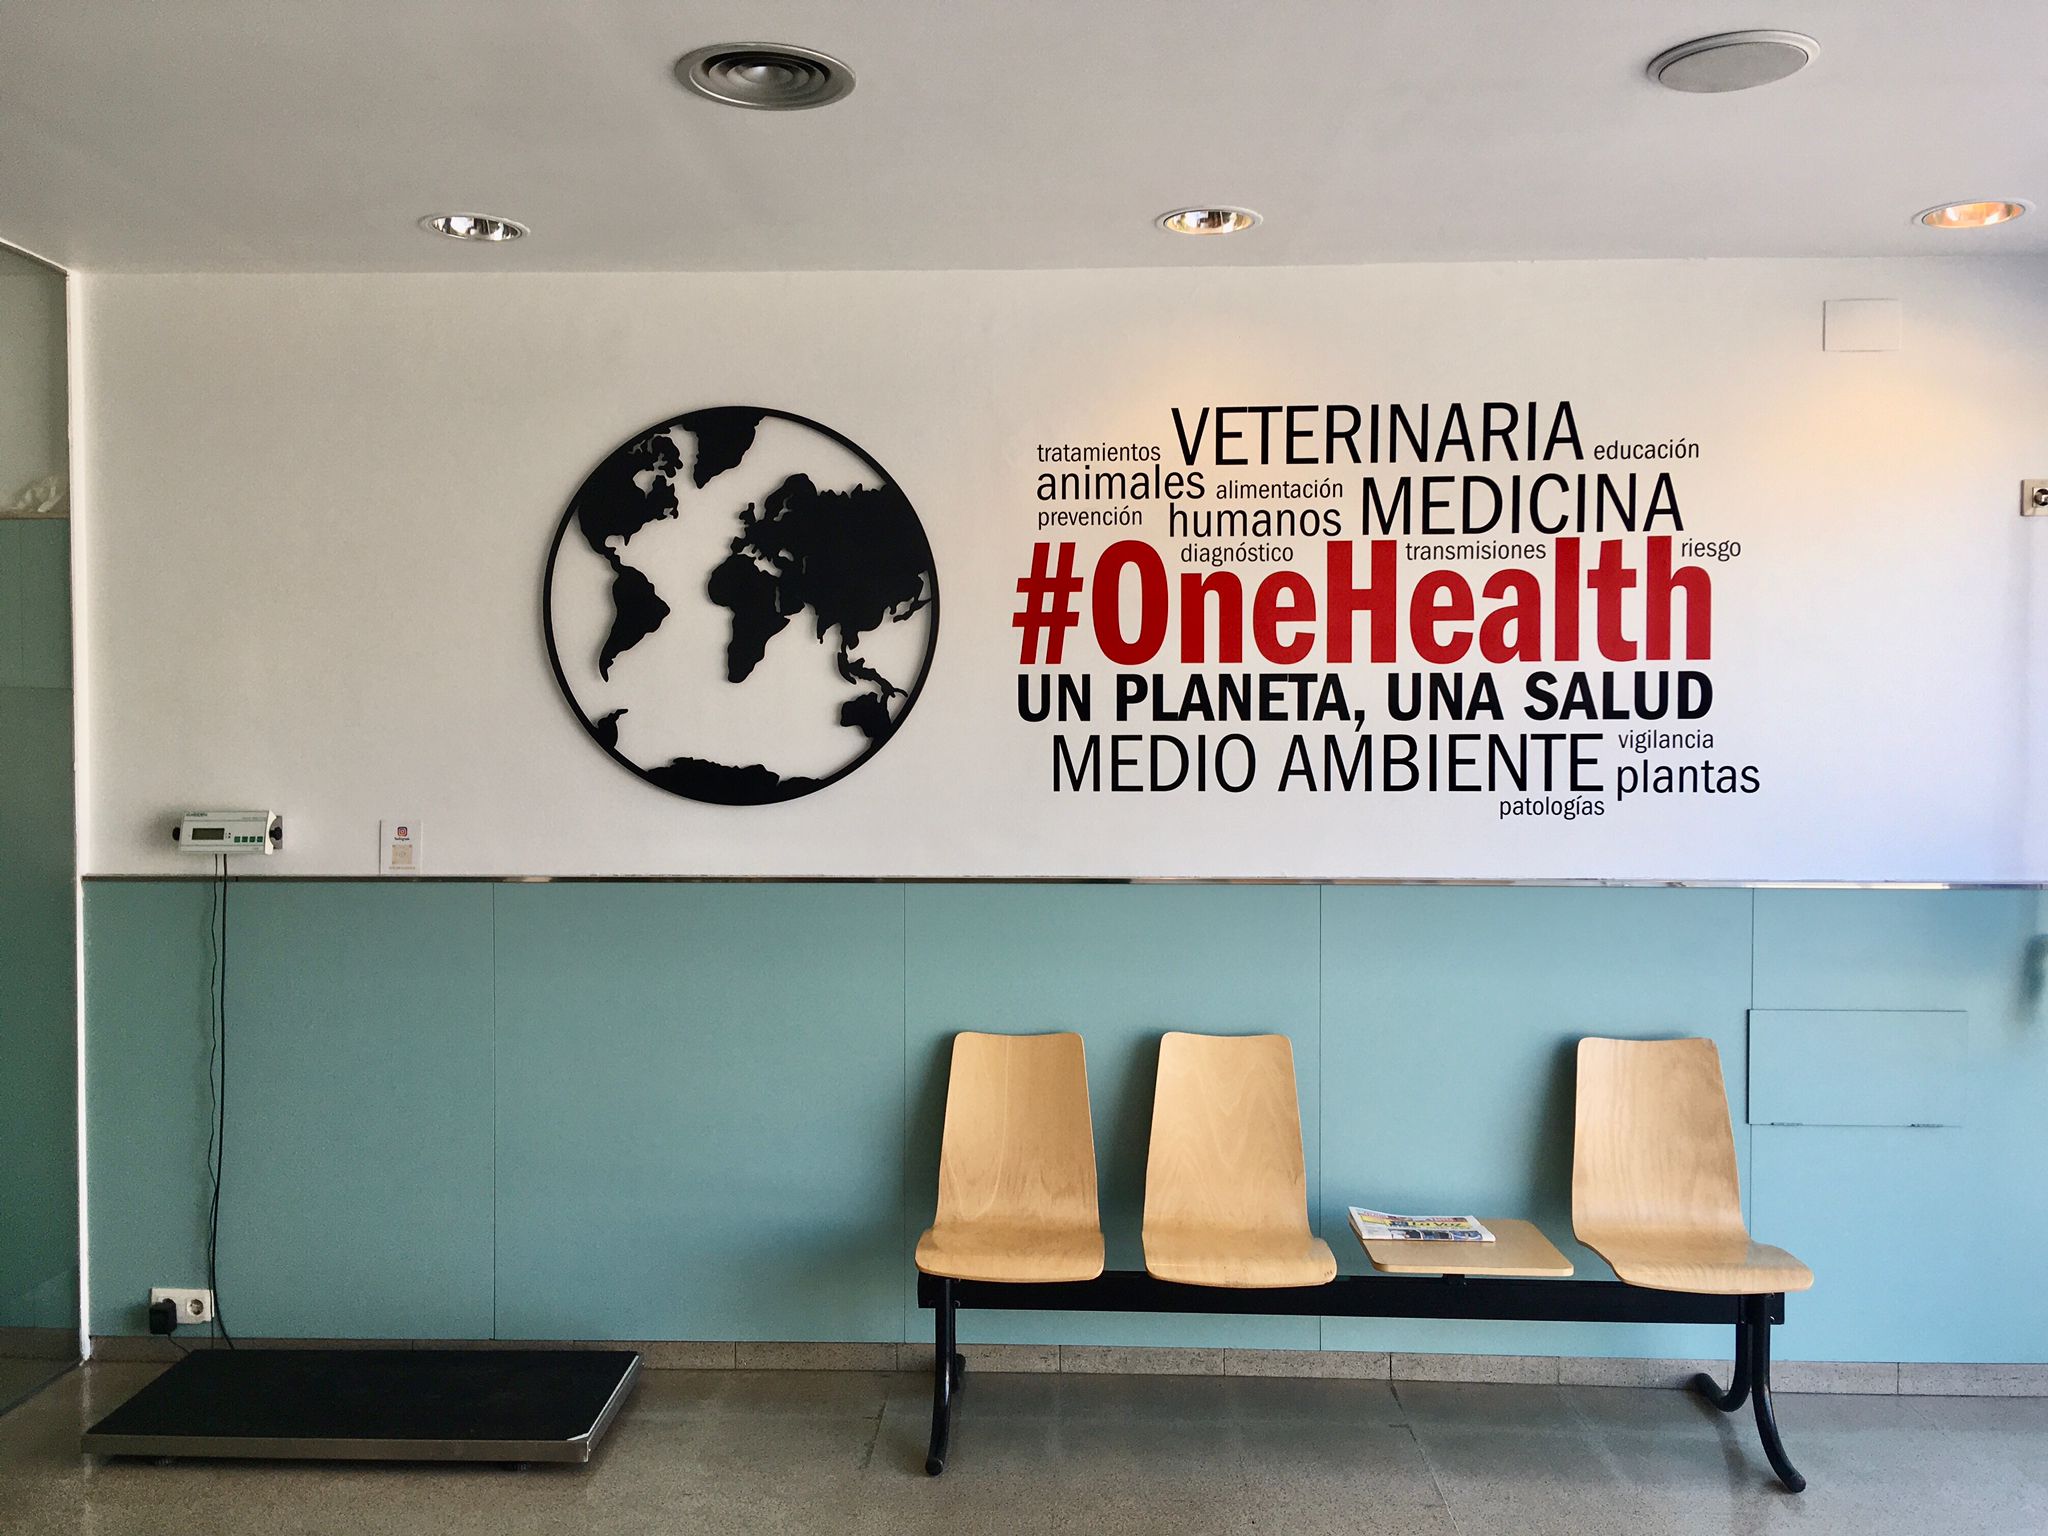 tratamientos VETERINARIA educación
animales alimentación MEDICINA
prevención humanos
diagnóstico transmisiones riesgo
#OneHealth
UN PLANETA, UNA SALUD
MEDIO AMBIENTE vigilancia
plantas
patologías